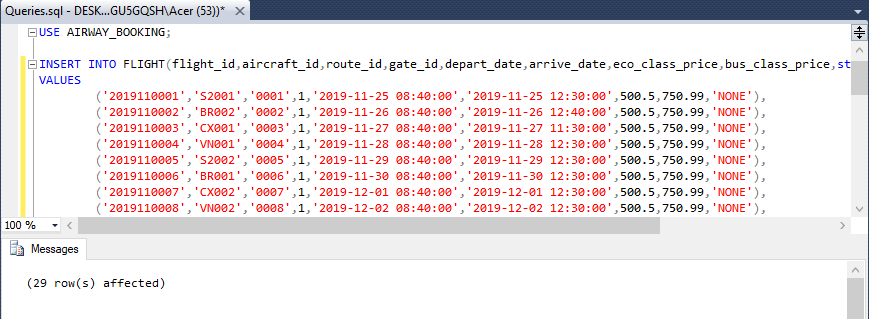 Queries.sql - DESK...GU5GQSH\Acer (53))*
USE AIRWAY_BOOKING;
INSERT INTO FLIGHT(flight_id,aircraft_id,route_id,gate_id,depart_date,arrive_date,eco_class_price,bus_class_price,st
VALUES
('2019110001','S2001','0001',1,'2019-11-25 08:40:00','2019-11-25 12:30:00',500.5,750.99,'NONE'),
('2019110002','BR002','0002',1,'2019-11-26 08:40:00','2019-11-26 12:40:00',500.5,750.99,'NONE'),
('2019110003','CX001','0003',1,'2019-11-27 08:40:00','2019-11-27 11:30:00',500.5,750.99,'NONE'),
('2019110004','VN001','0004',1,'2019-11-28 08:40:00','2019-11-28 12:30:00',500.5,750.99,'NONE'),
('2019110005','S2002','0005',1,'2019-11-29 08:40:00','2019-11-29 12:30:00',500.5,750.99,'NONE'),
('2019110006','BR001','0006',1,'2019-11-30 08:40:00','2019-11-30 12:30:00',500.5,750.99,'NONE'),
('2019110007','CX002','0007',1,'2019-12-01 08:40:00','2019-12-01 12:30:00',500.5,750.99,'NONE'),
('2019110008','VN002','0008',1,'2019-12-02 08:40:00','2019-12-02 12:30:00',500.5,750.99,'NONE'),
100 %
Messages
(29 row(s) affected)